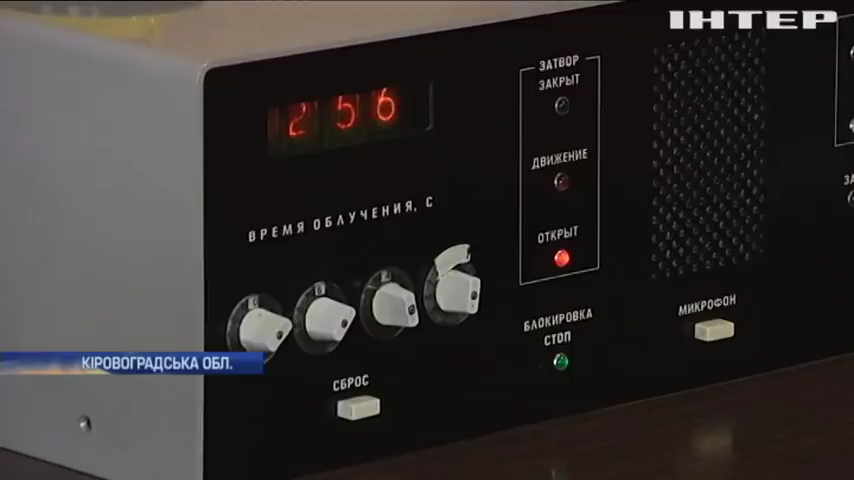 ІНТЕР
256
ВРЕМЯ ОБЛУЧЕНИЯ, С
ЗАТВОР
ЗАКРЫТ
ДВИЖЕНИЕ
ОТКРЫТ
БЛОКИРОВКА
СТОП
МИКРОФОН
СБРОС
КІРОВОГРАДСЬКА ОБЛ.